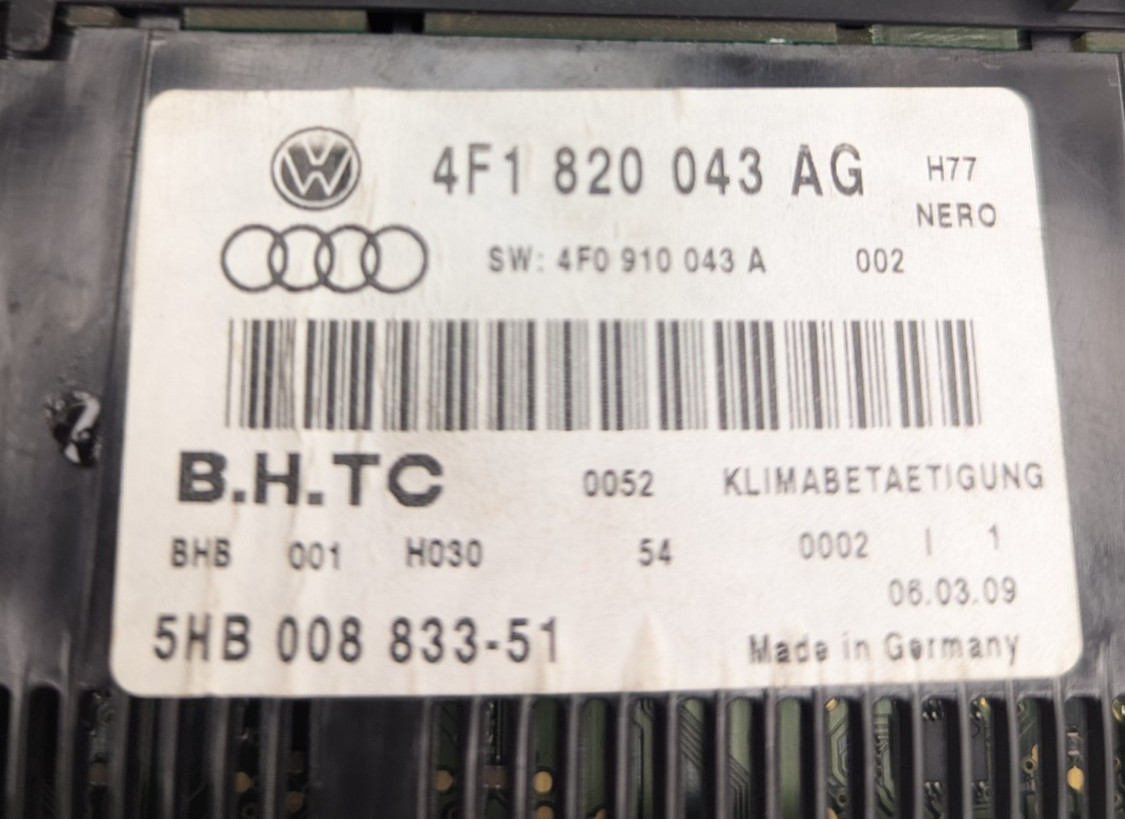 4F1 820 043 AG H77
NERO
SW: 4F0 910 043 A 002
B.H.TC 0052 KLIMABETAETIGUNG
BHB 001 H030 54 0002 I 1
06.03.09
5HB 008 833-51 Made in Germany